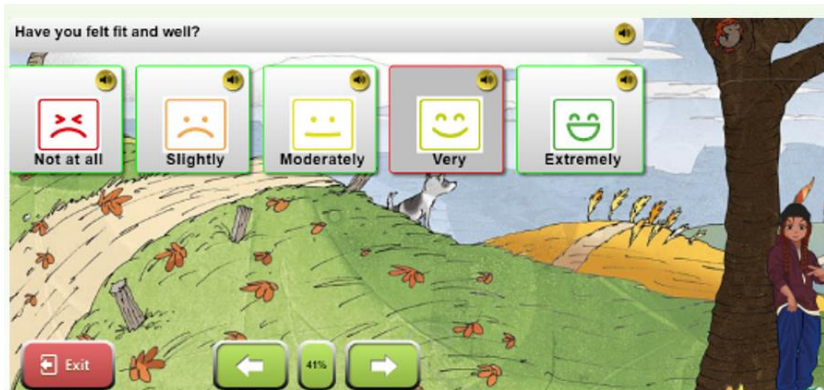 Have you felt fit and well?
Not at all
Slightly
Moderately
Very
Extremely
Exit
41%